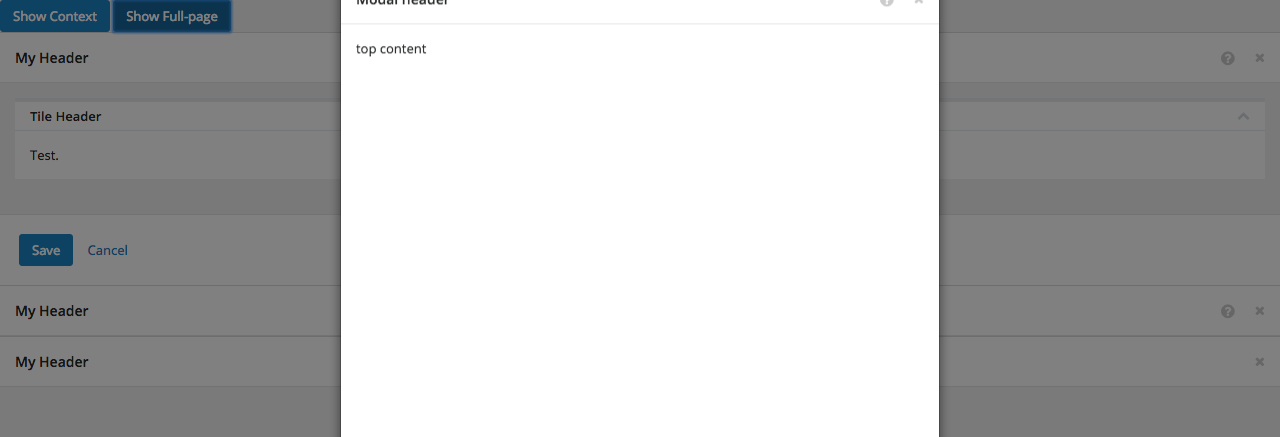 Show Context Show Full-page
Modal header
My Header
top content
Tile Header
Test.
Save Cancel
My Header
My Header